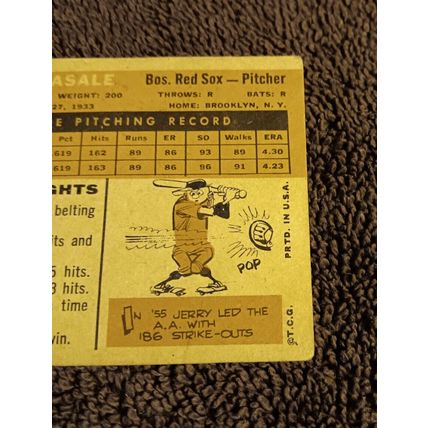 ASALE Bos. Red Sox — Pitcher
WEIGHT: 200 THROWS: R BATS: R
27, 1933 HOME: BROOKLYN, N. Y.
E PITCHING RECORD
Pct Hits Runs ER SO Walks ERA
619 162 89 86 93 89 4.30
619 163 89 86 96 91 4.23
GHTS
belting
its and
5 hits.
3 hits.
time
win.
POP
IN '55 JERRY LED THE
A.A. WITH
186 STRIKE-OUTS
PRTD. IN U.S.A.
©T.C.G.